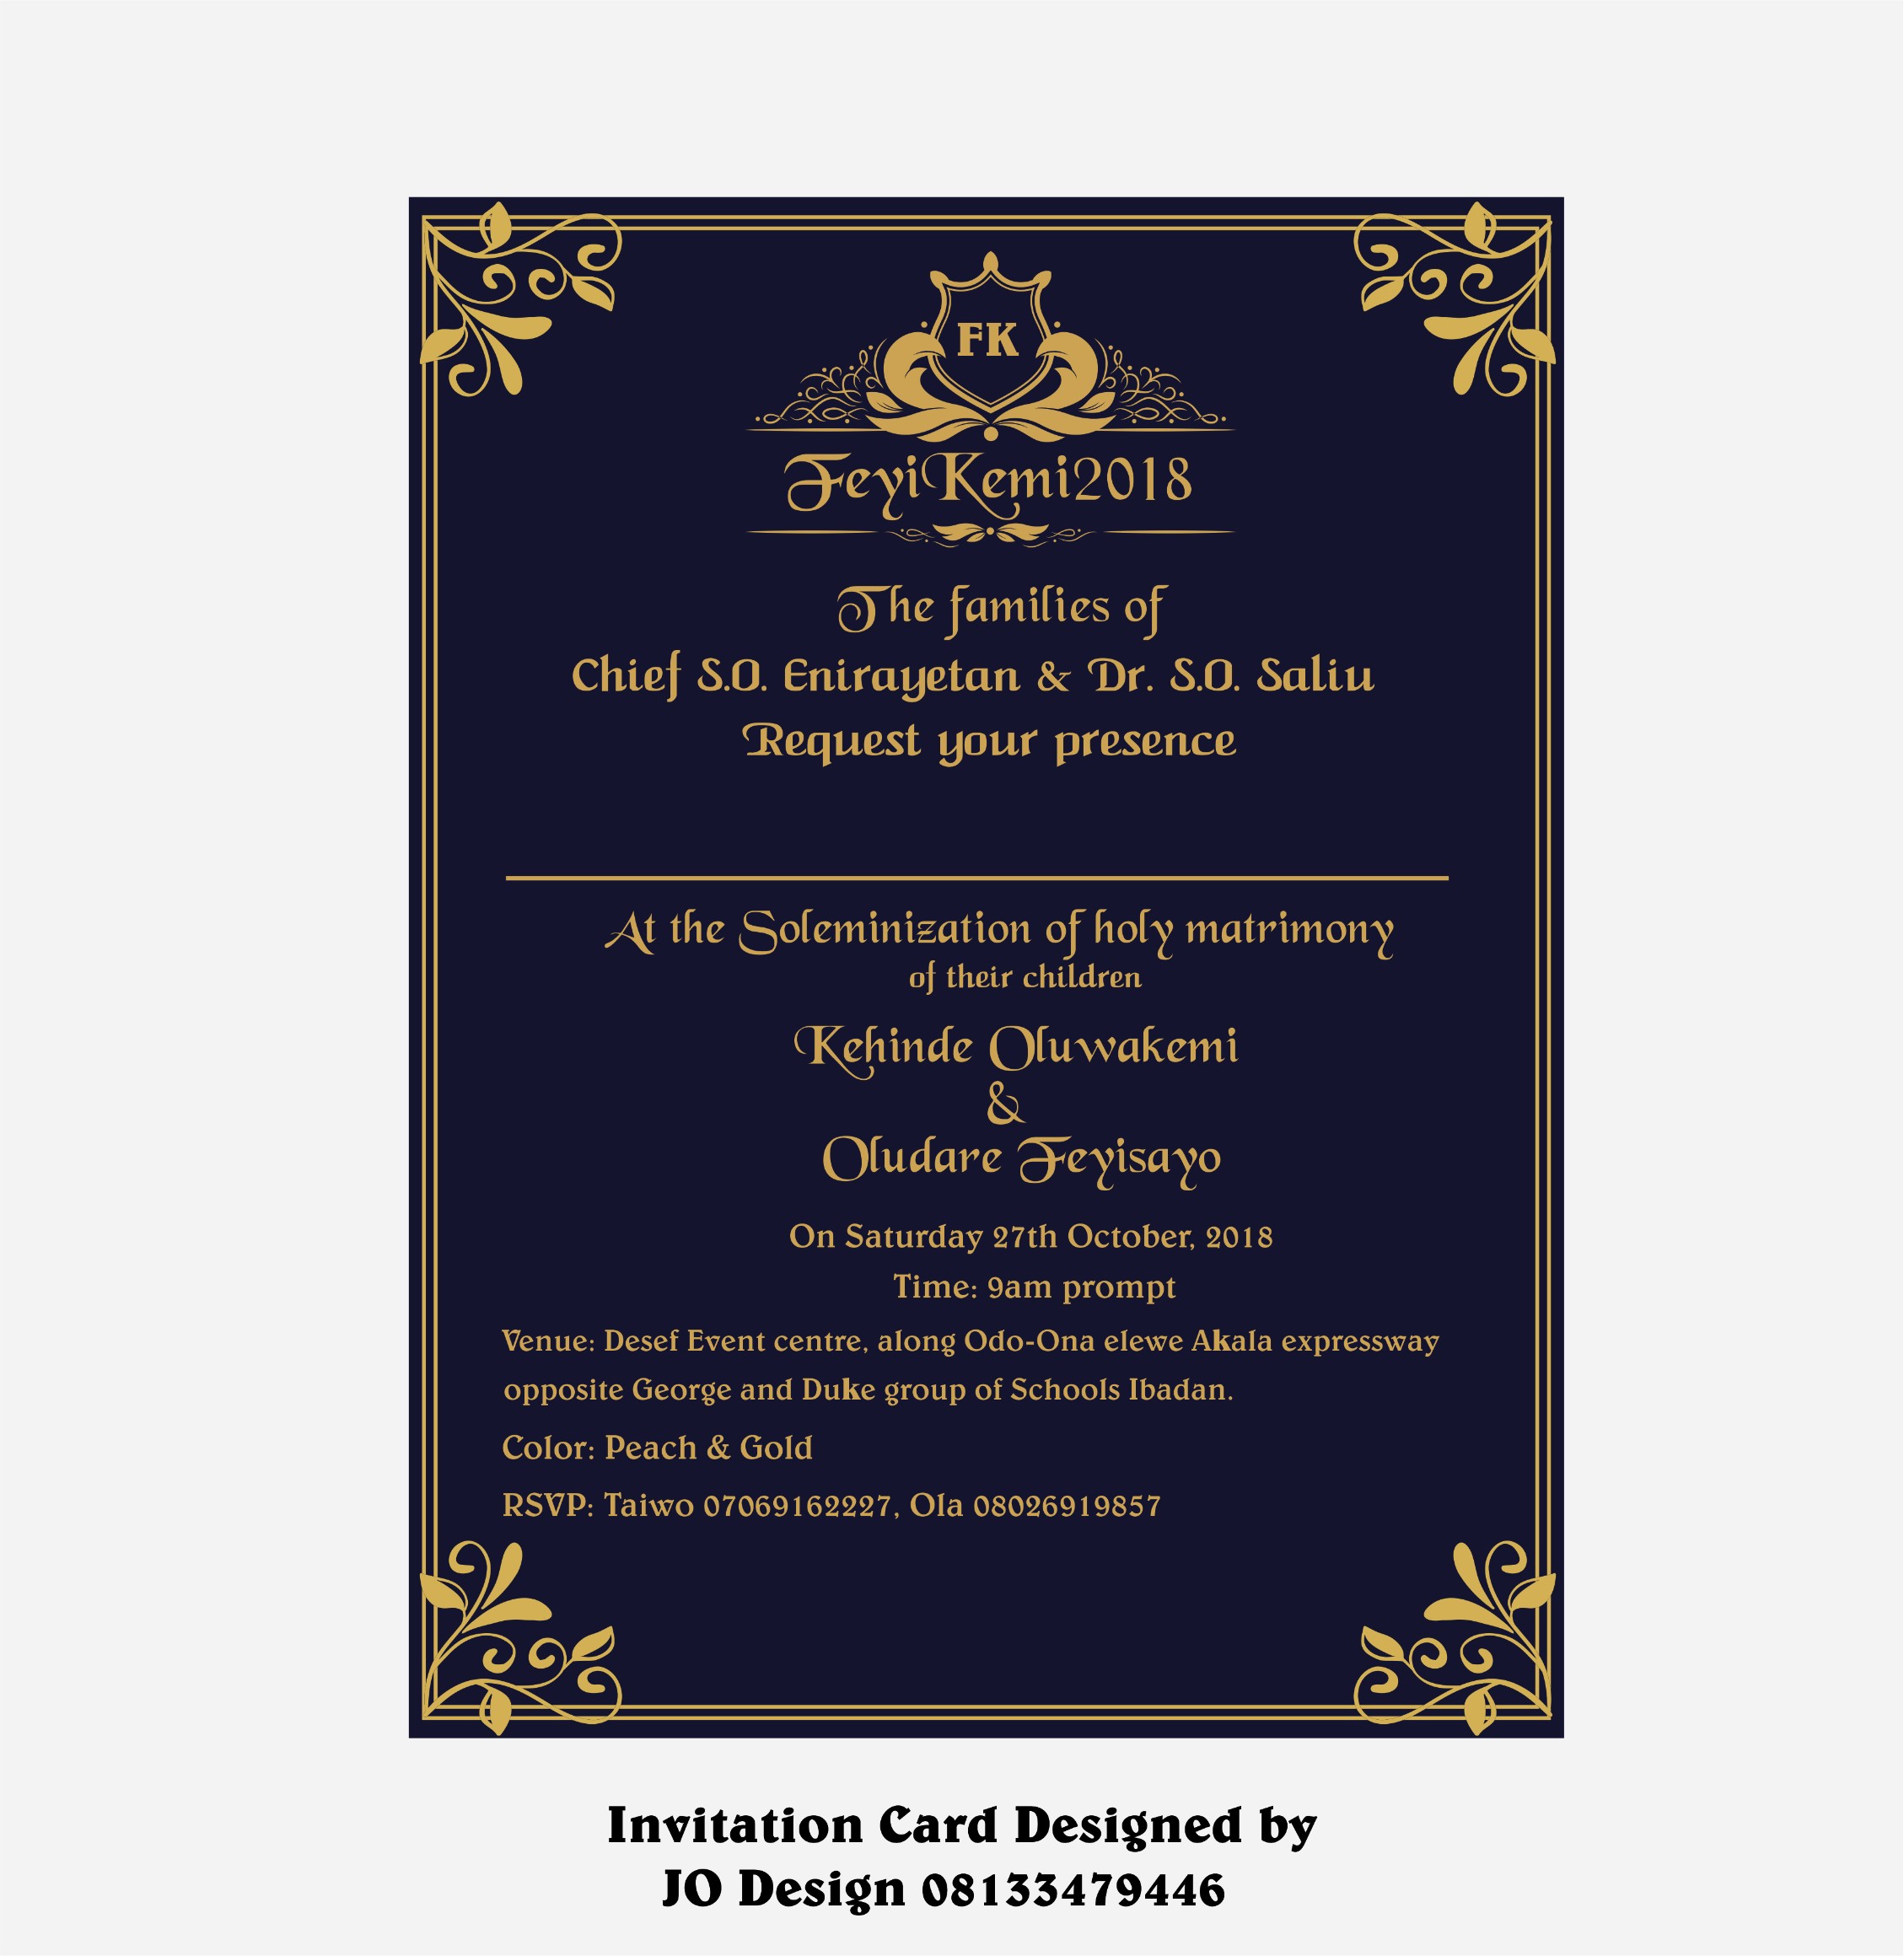 FK
FeyiKemi2018
The families of
Chief S.O. Enirayetan & Dr. S.O. Saliu
Request your presence
At the Soleminization of holy matrimony
of their children
Kehinde Oluwakemi
&
Oludare Feyisayo
On Saturday 27th October, 2018
Time: 9am prompt
Venue: Desef Event centre, along Odo-Ona elewe Akala expressway
opposite George and Duke group of Schools Ibadan.
Color: Peach & Gold
RSVP: Taiwo 07069162227, Ola 08026919857
Invitation Card Designed by
JO Design 08133479446